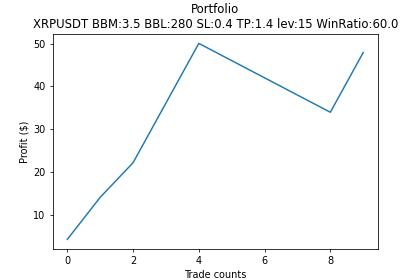 Portfolio
XRPUSDT BBM:3.5 BBL:280 SL:0.4 TP:1.4 lev:15 WinRatio:60.0
50
40
30
20
10
Profit ($)
0 2 4 6 8
Trade counts